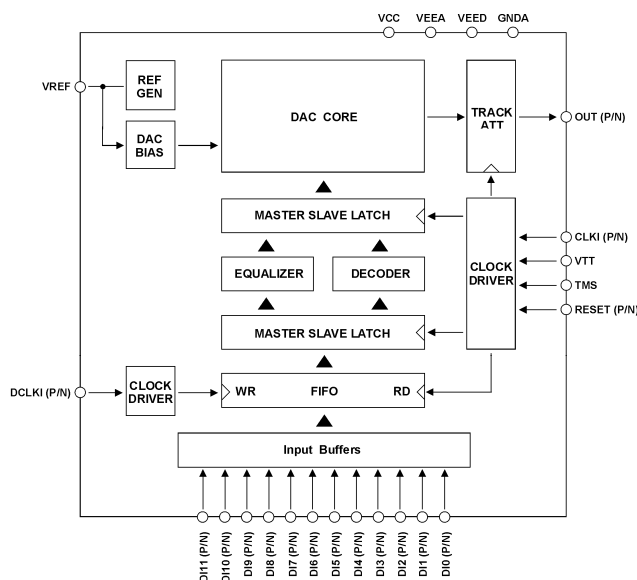 VCC VEEA VEED GNDA
VREF
REF
GEN
DAC
BIAS
DAC CORE
TRACK
ATT
OUT (P/N)
MASTER SLAVE LATCH
EQUALIZER
DECODER
CLOCK
DRIVER
CLKI (P/N)
VTT
TMS
RESET (P/N)
MASTER SLAVE LATCH
DCLKI (P/N)
CLOCK
DRIVER
WR FIFO RD
Input Buffers
DI11 (P/N)
DI10 (P/N)
DI9 (P/N)
DI8 (P/N)
DI7 (P/N)
DI6 (P/N)
DI5 (P/N)
DI4 (P/N)
DI3 (P/N)
DI2 (P/N)
DI1 (P/N)
DI0 (P/N)